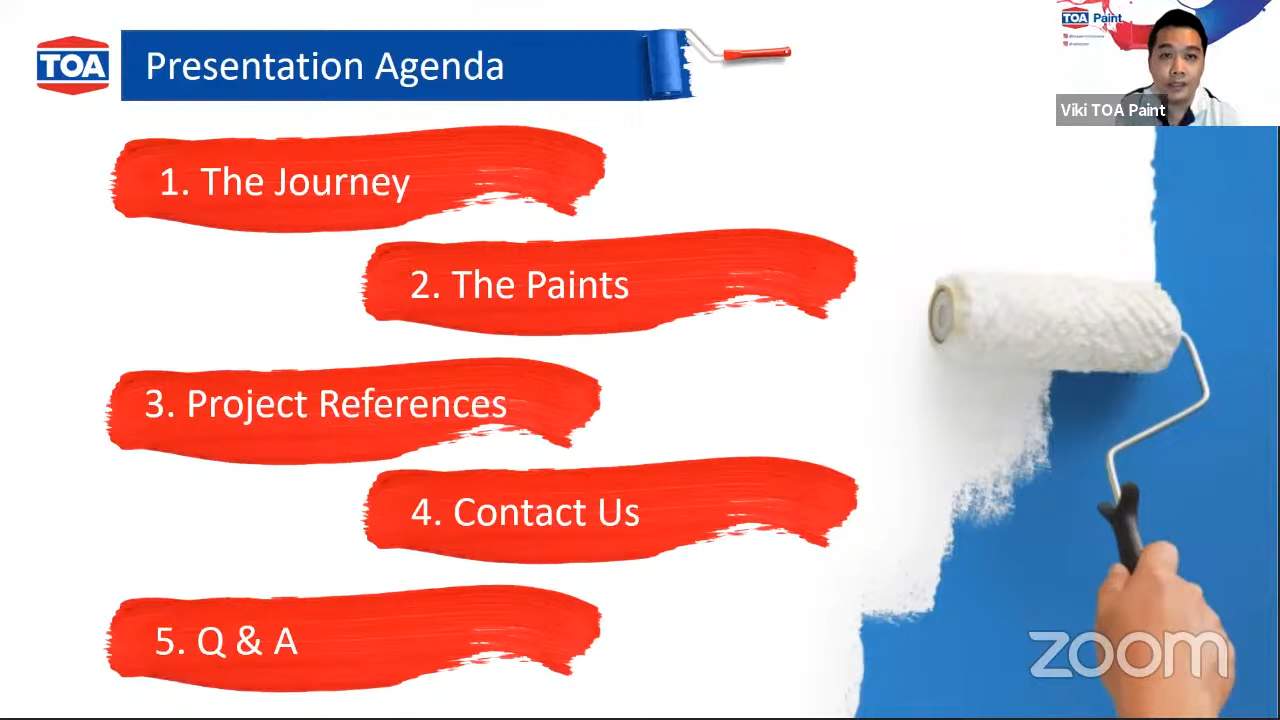 TOA
Presentation Agenda
TOA Paint
Viki TOA Paint
1. The Journey
2. The Paints
3. Project References
4. Contact Us
5. Q & A
zoom